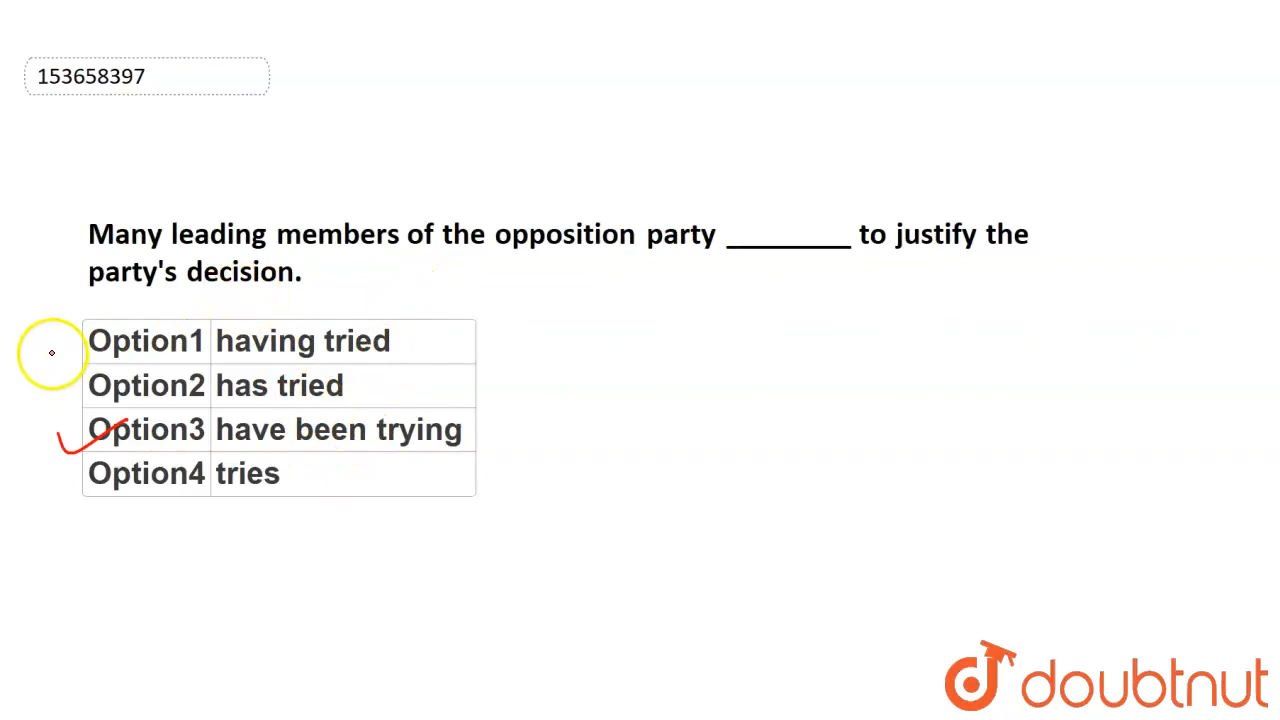 153658397
Many leading members of the opposition party ________ to justify the
party's decision.
Option1 having tried
Option2 has tried
Option3 have been trying
Option4 tries
doubtnut